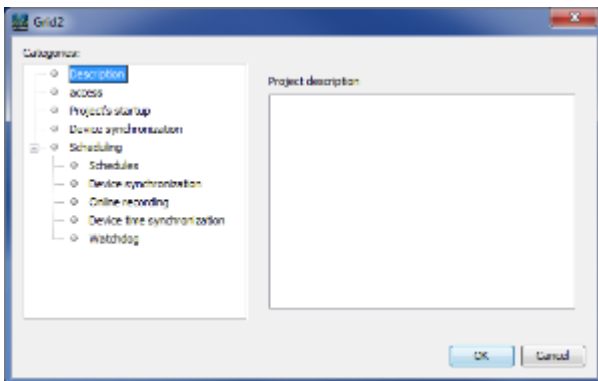 Grid2
Categories:
Description
access
Project's startup
Device synchronization
Scheduling
Schedules
Device synchronization
Online recording
Device time synchronization
Watchdog
Project description
OK
Cancel